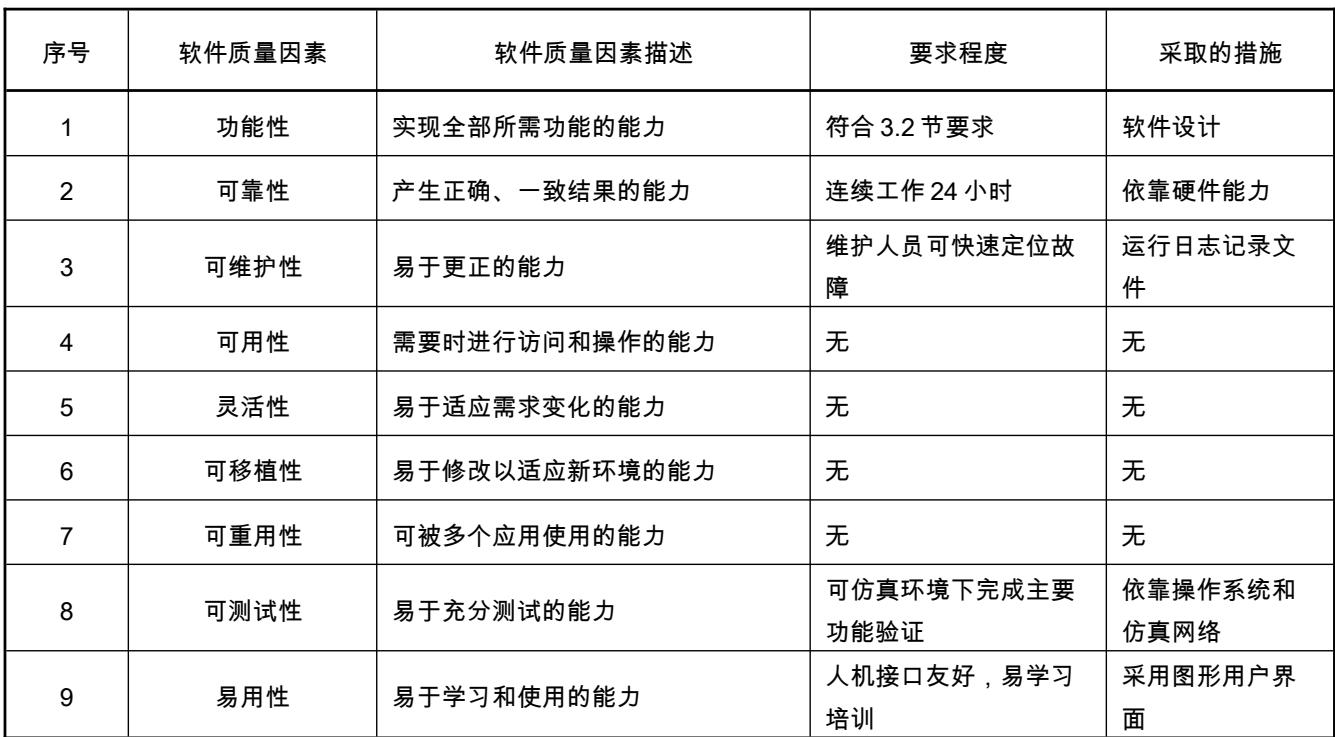 序号 软件质量因素 软件质量因素描述 要求程度 采取的措施
1 功能性 实现全部所需功能的能力 符合 3.2 节要求 软件设计
2 可靠性 产生正确、一致结果的能力 连续工作 24 小时 依靠硬件能力
3 可维护性 易于更正的能力 维护人员可快速定位故 运行日志记录文
障 件
4 可用性 需要时进行访问和操作的能力 无 无
5 灵活性 易于适应需求变化的能力 无 无
6 可移植性 易于修改以适应新环境的能力 无 无
7 可重用性 可被多个应用使用的能力 无 无
8 可测试性 易于充分测试的能力 可仿真环境下完成主要 依靠操作系统和
功能验证 仿真网络
9 易用性 易于学习和使用的能力 人机接口友好，易学习 采用图形用户界
培训 面